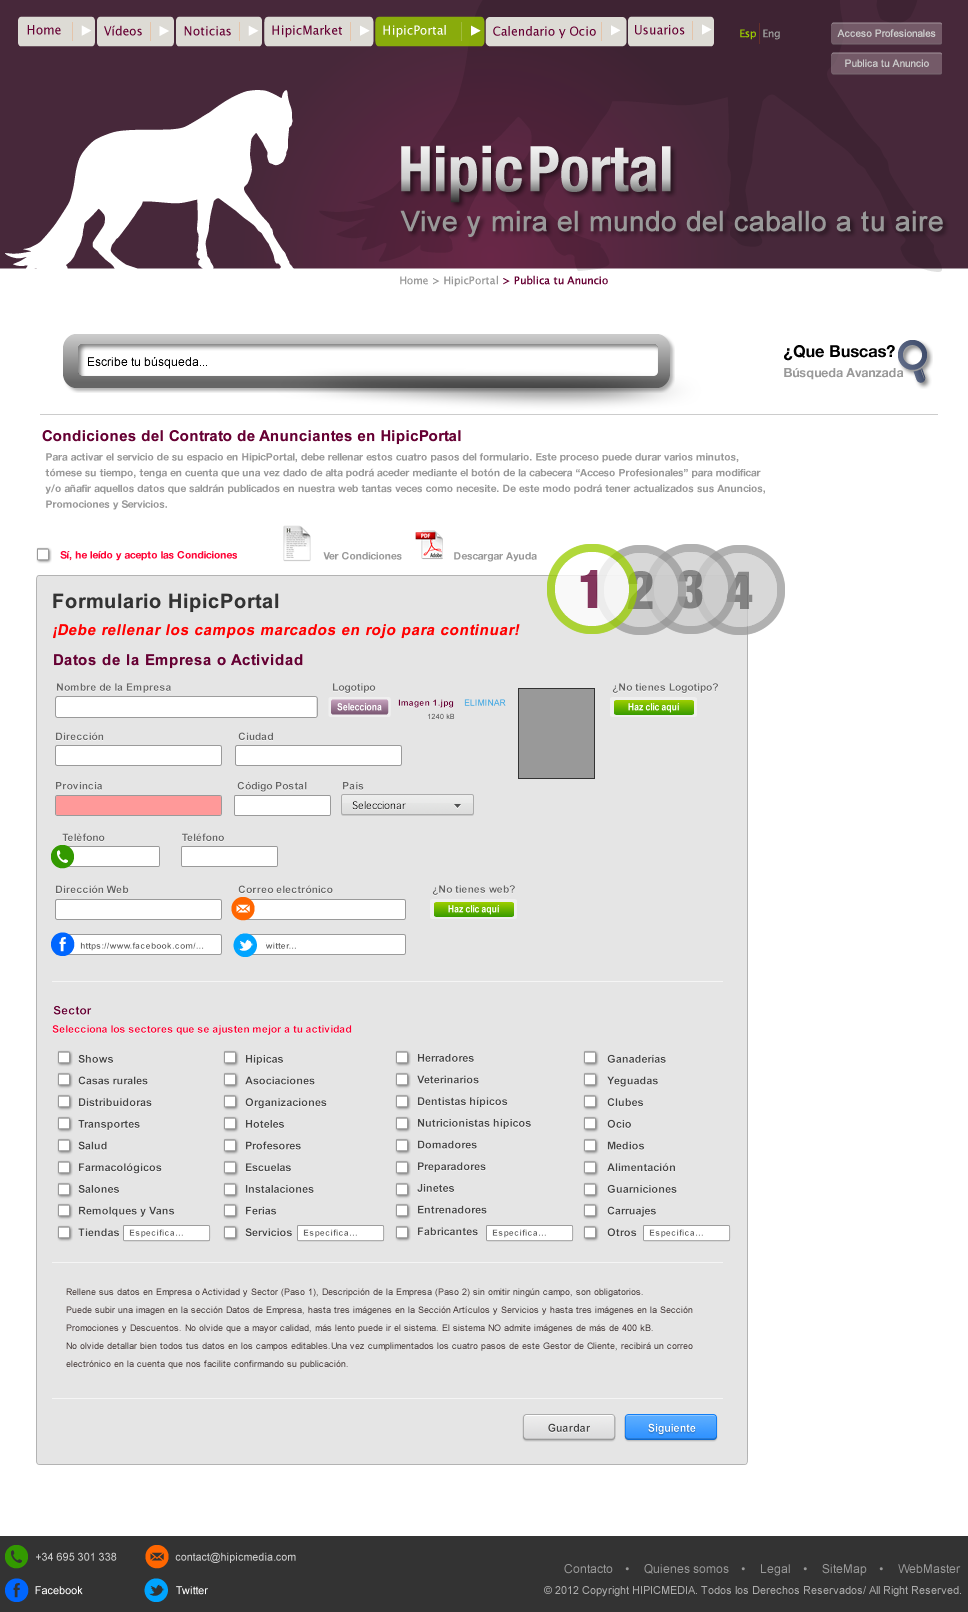 Home Vídeos Noticias HipicMarket HipicPortal Calendario y Ocio Usuarios Esp Eng Acceso Profesionales
Publica tu Anuncio
HipicPortal
Vive y mira el mundo del caballo a tu aire
Home > HipicPortal > Publica tu Anuncio
Escribe tu búsqueda...
¿Que Buscas?
Búsqueda Avanzada
Condiciones del Contrato de Anunciantes en HipicPortal
Para activar el servicio de su espacio en HipicPortal, debe rellenar estos cuatro pasos del formulario. Este proceso puede durar varios minutos,
tómese su tiempo, tenga en cuenta que una vez dado de alta podrá aceder mediante el botón de la cabecera “Acceso Profesionales” para modificar
y/o añafir aquellos datos que saldrán publicados en nuestra web tantas veces como necesite. De este modo podrá tener actualizados sus Anuncios,
Promociones y Servicios.
Sí, he leído y acepto las Condiciones
Ver Condiciones
PDF
Adobe
Descargar Ayuda
1 2 3 4
Formulario HipicPortal
¡Debe rellenar los campos marcados en rojo para continuar!
Datos de la Empresa o Actividad
Nombre de la Empresa Logotipo ¿No tienes Logotipo?
Selecciona Imagen 1.jpg ELIMINAR Haz clic aquí
1240 kB
Dirección Ciudad
Provincia Código Postal País
Seleccionar
Teléfono Teléfono
Dirección Web Correo electrónico ¿No tienes web?
Haz clic aquí
https://www.facebook.com/... witter...
Sector
Selecciona los sectores que se ajusten mejor a tu actividad
Shows Hípicas Herradores Ganaderías
Casas rurales Asociaciones Veterinarios Yeguadas
Distribuidoras Organizaciones Dentistas hípicos Clubes
Transportes Hoteles Nutricionistas hípicos Ocio
Salud Profesores Domadores Medios
Farmacológicos Escuelas Preparadores Alimentación
Salones Instalaciones Jinetes Guarniciones
Remolques y Vans Ferias Entrenadores Carruajes
Tiendas Especifica... Servicios Especifica... Fabricantes Especifica... Otros Especifica...
Rellene sus datos en Empresa o Actividad y Sector (Paso 1), Descripción de la Empresa (Paso 2) sin omitir ningún campo, son obligatorios.
Puede subir una imagen en la sección Datos de Empresa, hasta tres imágenes en la Sección Artículos y Servicios y hasta tres imágenes en la Sección
Promociones y Descuentos. No olvide que a mayor calidad, más lento puede ir el sistema. El sistema NO admite imágenes de más de 400 kB.
No olvide detallar bien todos tus datos en los campos editables.Una vez cumplimentados los cuatro pasos de este Gestor de Cliente, recibirá un correo
electrónico en la cuenta que nos facilite confirmando su publicación.
Guardar Siguiente
+34 695 301 338 contact@hipicmedia.com
Contacto • Quienes somos • Legal • SiteMap • WebMaster
Facebook Twitter
© 2012 Copyright HIPICMEDIA. Todos los Derechos Reservados/ All Right Reserved.